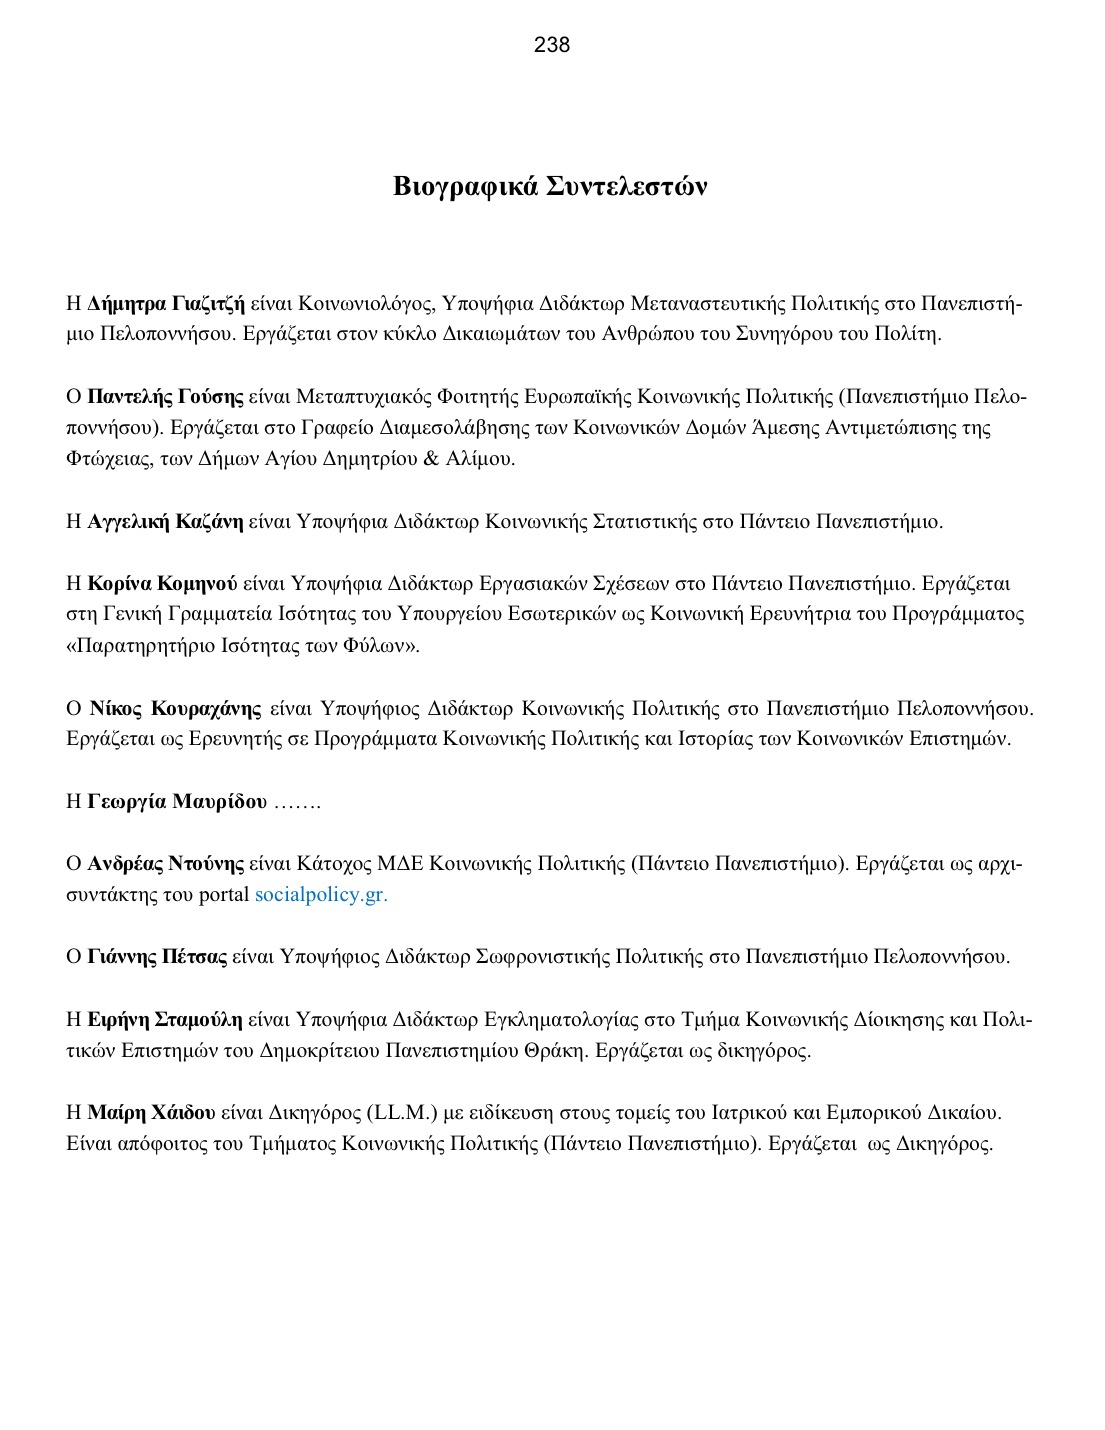 238
Βιογραφικά Συντελεστών
Η Δήμητρα Γιαζιτζή είναι Κοινωνιολόγος, Υποψήφια Διδάκτωρ Μεταναστευτικής Πολιτικής στο Πανεπιστή-
μιο Πελοποννήσου. Εργάζεται στον κύκλο Δικαιωμάτων του Ανθρώπου του Συνηγόρου του Πολίτη.
Ο Παντελής Γούσης είναι Μεταπτυχιακός Φοιτητής Ευρωπαϊκής Κοινωνικής Πολιτικής (Πανεπιστήμιο Πελο-
ποννήσου). Εργάζεται στο Γραφείο Διαμεσολάβησης των Κοινωνικών Δομών Άμεσης Αντιμετώπισης της
Φτώχειας, των Δήμων Αγίου Δημητρίου & Αλίμου.
Η Αγγελική Καζάνη είναι Υποψήφια Διδάκτωρ Κοινωνικής Στατιστικής στο Πάντειο Πανεπιστήμιο.
Η Κορίνα Κομηνού είναι Υποψήφια Διδάκτωρ Εργασιακών Σχέσεων στο Πάντειο Πανεπιστήμιο. Εργάζεται
στη Γενική Γραμματεία Ισότητας του Υπουργείου Εσωτερικών ως Κοινωνική Ερευνήτρια του Προγράμματος
«Παρατηρητήριο Ισότητας των Φύλων».
Ο Νίκος Κουραχάνης είναι Υποψήφιος Διδάκτωρ Κοινωνικής Πολιτικής στο Πανεπιστήμιο Πελοποννήσου.
Εργάζεται ως Ερευνητής σε Προγράμματα Κοινωνικής Πολιτικής και Ιστορίας των Κοινωνικών Επιστημών.
Η Γεωργία Μαυρίδου …….
Ο Ανδρέας Ντούνης είναι Κάτοχος ΜΔΕ Κοινωνικής Πολιτικής (Πάντειο Πανεπιστήμιο). Εργάζεται ως αρχι-
συντάκτης του portal socialpolicy.gr.
Ο Γιάννης Πέτσας είναι Υποψήφιος Διδάκτωρ Σωφρονιστικής Πολιτικής στο Πανεπιστήμιο Πελοποννήσου.
Η Ειρήνη Σταμούλη είναι Υποψήφια Διδάκτωρ Εγκληματολογίας στο Τμήμα Κοινωνικής Δίοικησης και Πολι-
τικών Επιστημών του Δημοκρίτειου Πανεπιστημίου Θράκη. Εργάζεται ως δικηγόρος.
Η Μαίρη Χάιδου είναι Δικηγόρος (LL.M.) με ειδίκευση στους τομείς του Ιατρικού και Εμπορικού Δικαίου.
Είναι απόφοιτος του Τμήματος Κοινωνικής Πολιτικής (Πάντειο Πανεπιστήμιο). Εργάζεται  ως Δικηγόρος.